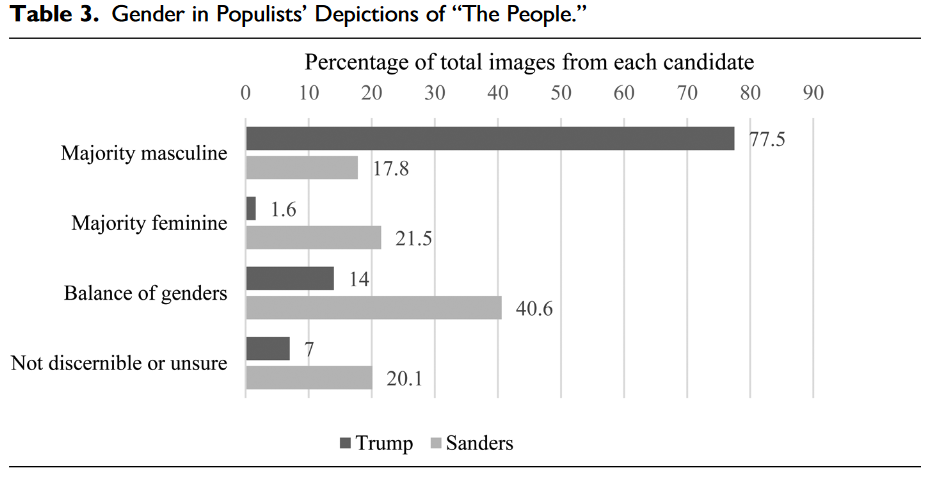 Table 3. Gender in Populists’ Depictions of “The People.”
Percentage of total images from each candidate
0 10 20 30 40 50 60 70 80 90
Majority masculine
77.5
17.8
Majority feminine
1.6
21.5
Balance of genders
14
40.6
Not discernible or unsure
7
20.1
Trump Sanders